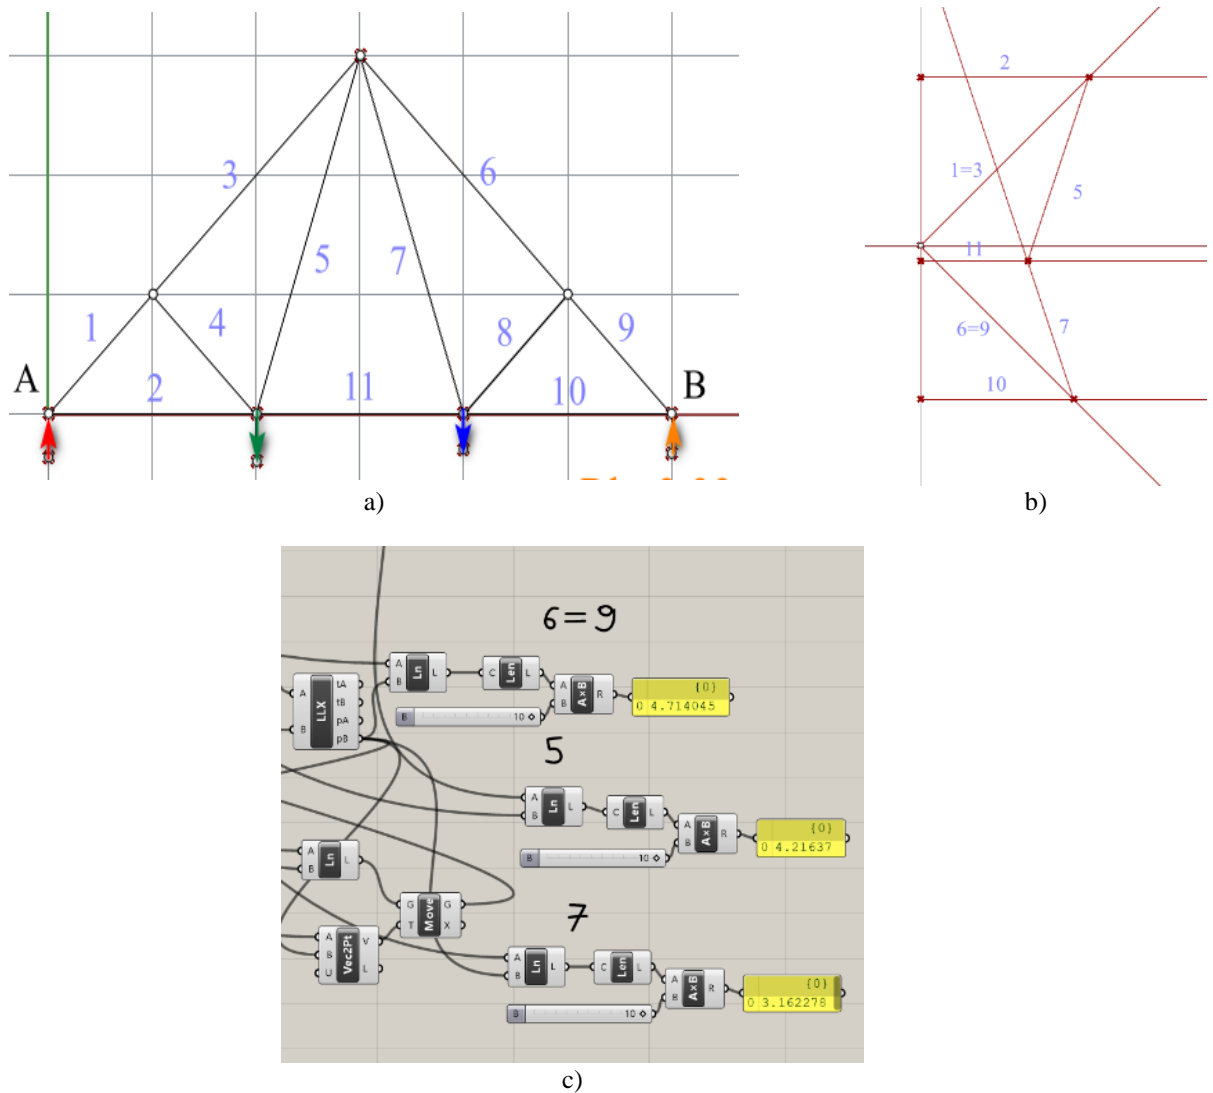 3
6
5
7
1
4
8
9
A
2
11
10
B
a)
2
1=3
5
11
6=9
7
10
b)
6=9
A
B
Ln
L
C
Len
L
A
B
A×B
R
{0}
0 4.714045
B
10
A
B
LLX
tA
tB
pA
pB
5
A
B
Ln
L
C
Len
L
A
B
A×B
R
{0}
0 4.21637
B
10
A
B
Ln
L
G
T
Move
G
X
7
A
B
U
Vec2Pt
V
L
A
B
Ln
L
C
Len
L
A
B
A×B
R
{0}
0 3.162278
B
10
c)